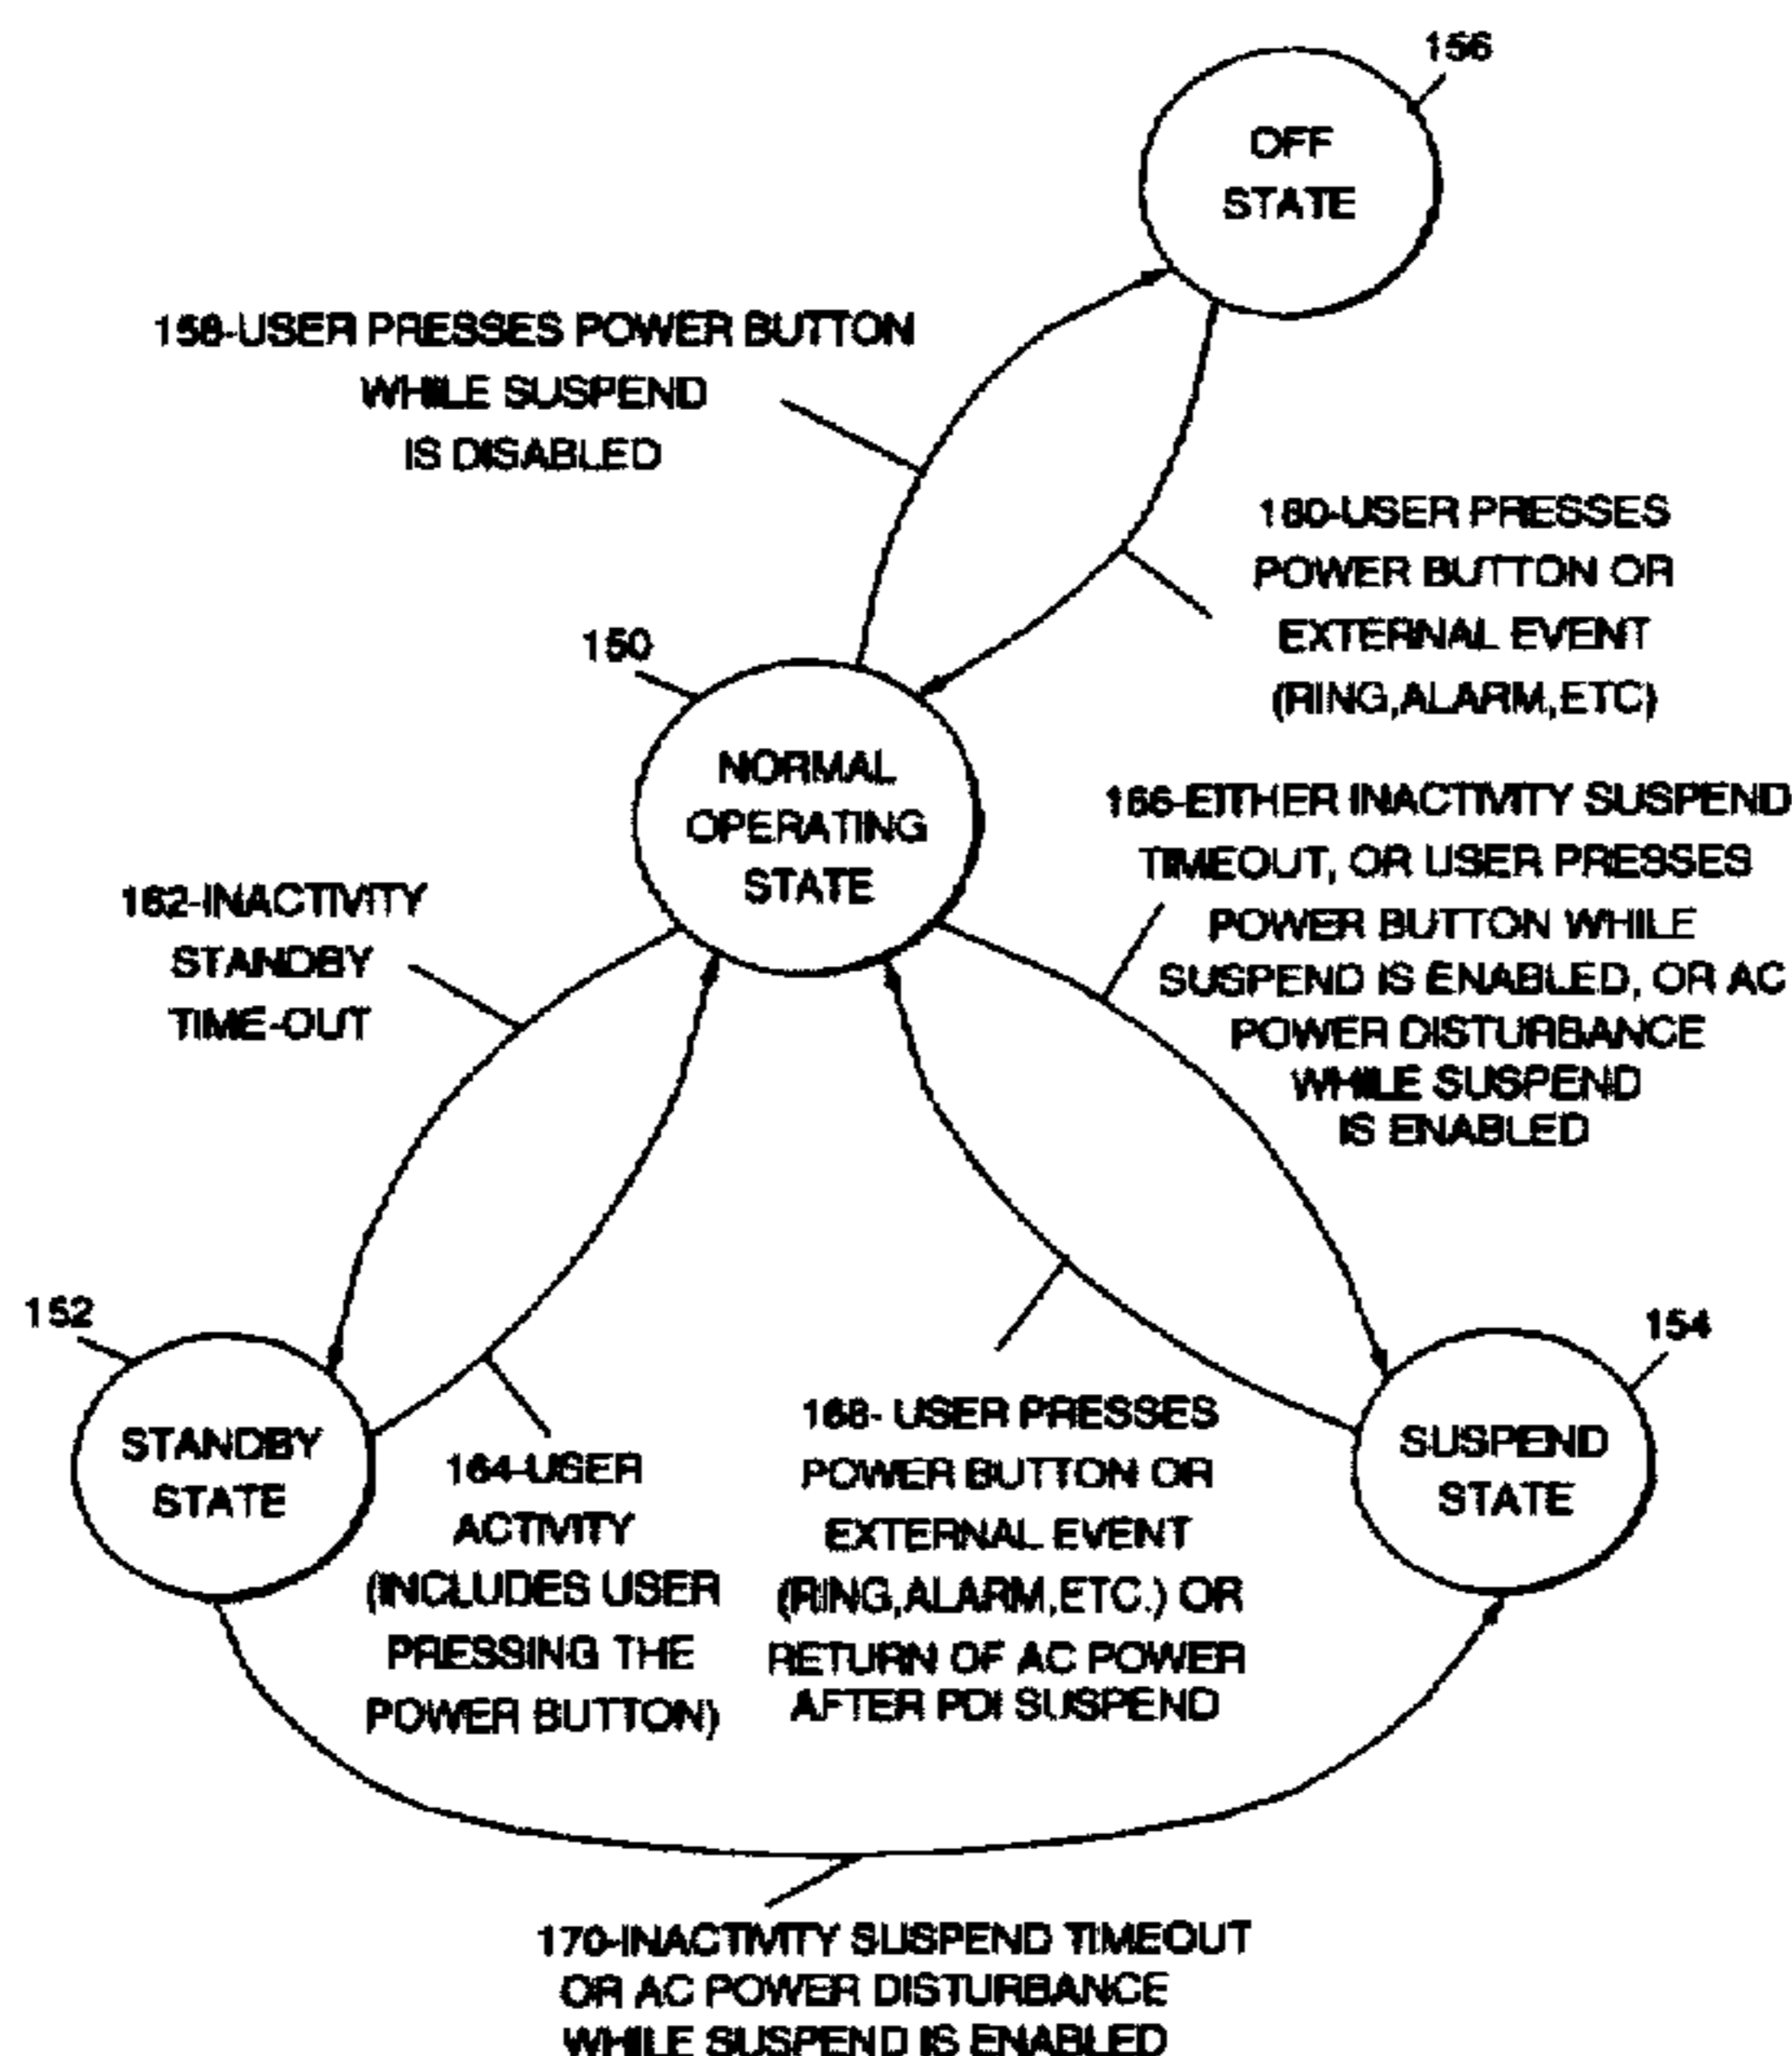 156
OFF
STATE
158-USER PRESSES POWER BUTTON
WHILE SUSPEND
IS DISABLED
160-USER PRESSES
POWER BUTTON OR
EXTERNAL EVENT
(RING,ALARM,ETC)
150
NORMAL
OPERATING
STATE
166-EITHER INACTIVITY SUSPEND
TIMEOUT, OR USER PRESSES
POWER BUTTON WHILE
SUSPEND IS ENABLED, OR AC
POWER DISTURBANCE
WHILE SUSPEND
IS ENABLED
162-INACTIVITY
STANDBY
TIME-OUT
152
STANDBY
STATE
164-USER
ACTIVITY
(INCLUDES USER
PRESSING THE
POWER BUTTON)
168- USER PRESSES
POWER BUTTON OR
EXTERNAL EVENT
(RING,ALARM,ETC.) OR
RETURN OF AC POWER
AFTER PDI SUSPEND
154
SUSPEND
STATE
170-INACTIVITY SUSPEND TIMEOUT
OR AC POWER DISTURBANCE
WHILE SUSPEND IS ENABLED